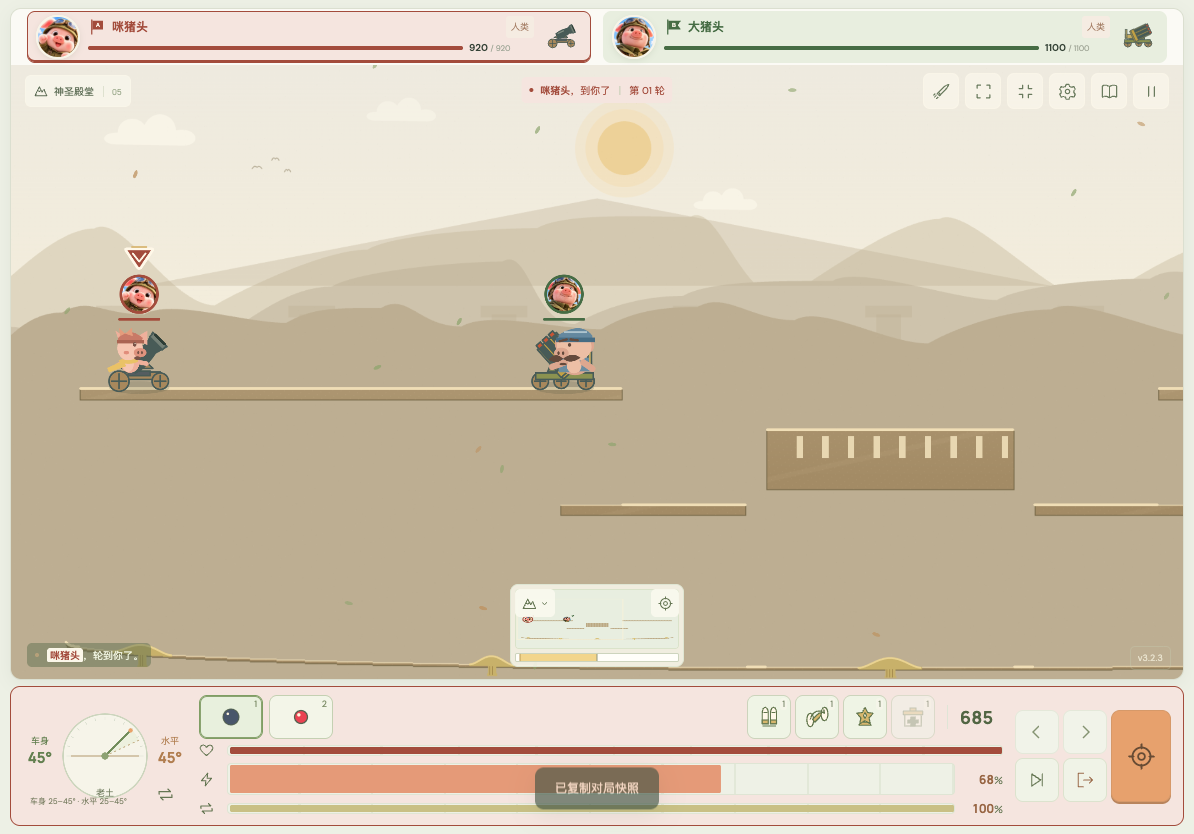 咪猪头
人类
920 / 920
大猪头
人类
1100 / 1100
神圣殿堂 05
咪猪头，到你了 第 01 轮
咪猪头，轮到你了。
v3.2.3
车身
45°
水平
45°
老土
车身 25–45° · 水平 25–45°
1
2
1
1
1
1
685
68%
100%
已复制对局快照